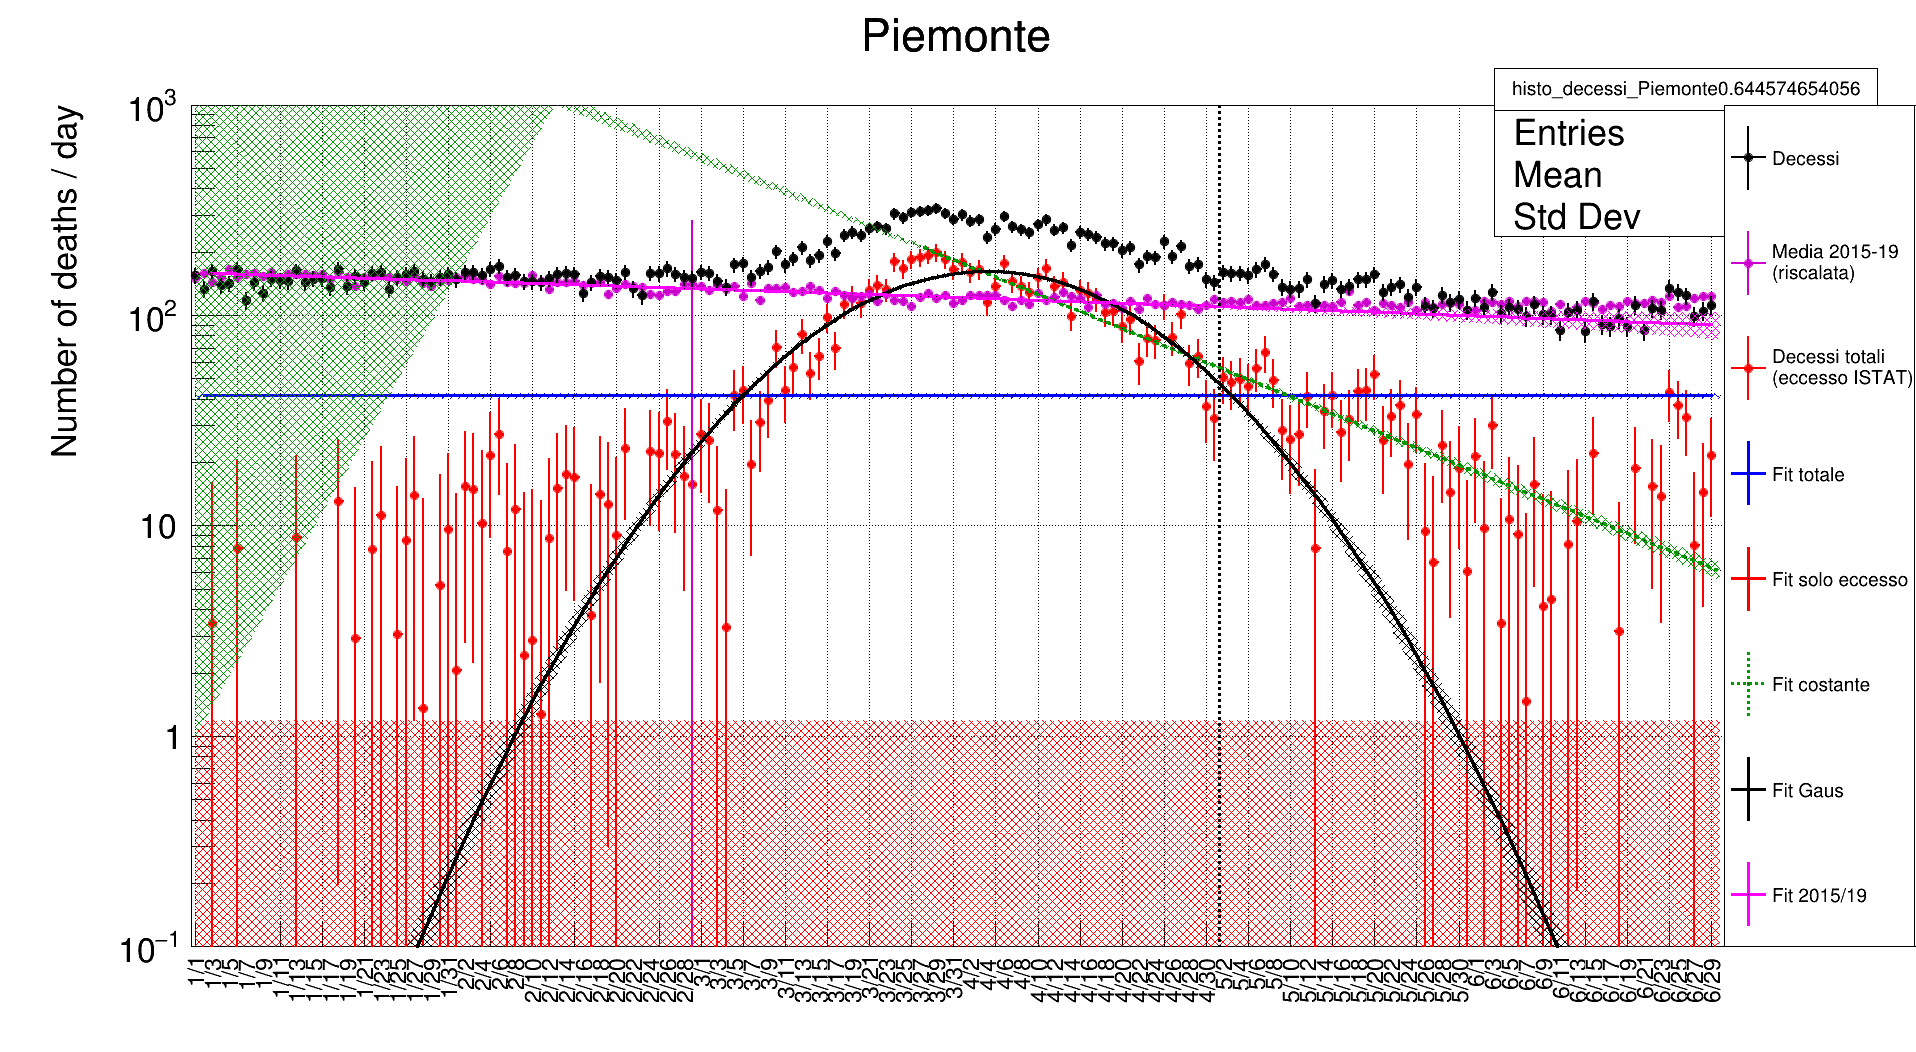 Piemonte
histo_decessi_Piemonte0.644574654056
Entries
Mean
Std Dev
Number of deaths / day
10³
10²
10
1
10⁻¹
1/1 1/3 1/5 1/7 1/9 1/11 1/13 1/15 1/17 1/19 1/21 1/23 1/25 1/27 1/29 1/31 2/2 2/4 2/6 2/8 2/10 2/12 2/14 2/16 2/18 2/20 2/22 2/24 2/26 2/28 3/1 3/3 3/5 3/7 3/9 3/11 3/13 3/15 3/17 3/19 3/21 3/23 3/25 3/27 3/29 3/31 4/2 4/4 4/6 4/8 4/10 4/12 4/14 4/16 4/18 4/20 4/22 4/24 4/26 4/28 4/30 5/2 5/4 5/6 5/8 5/10 5/12 5/14 5/16 5/18 5/20 5/22 5/24 5/26 5/28 5/30 6/1 6/3 6/5 6/7 6/9 6/11 6/13 6/15 6/17 6/19 6/21 6/23 6/25 6/27 6/29
Decessi
Media 2015-19
(riscalata)
Decessi totali
(eccesso ISTAT)
Fit totale
Fit solo eccesso
Fit costante
Fit Gaus
Fit 2015/19